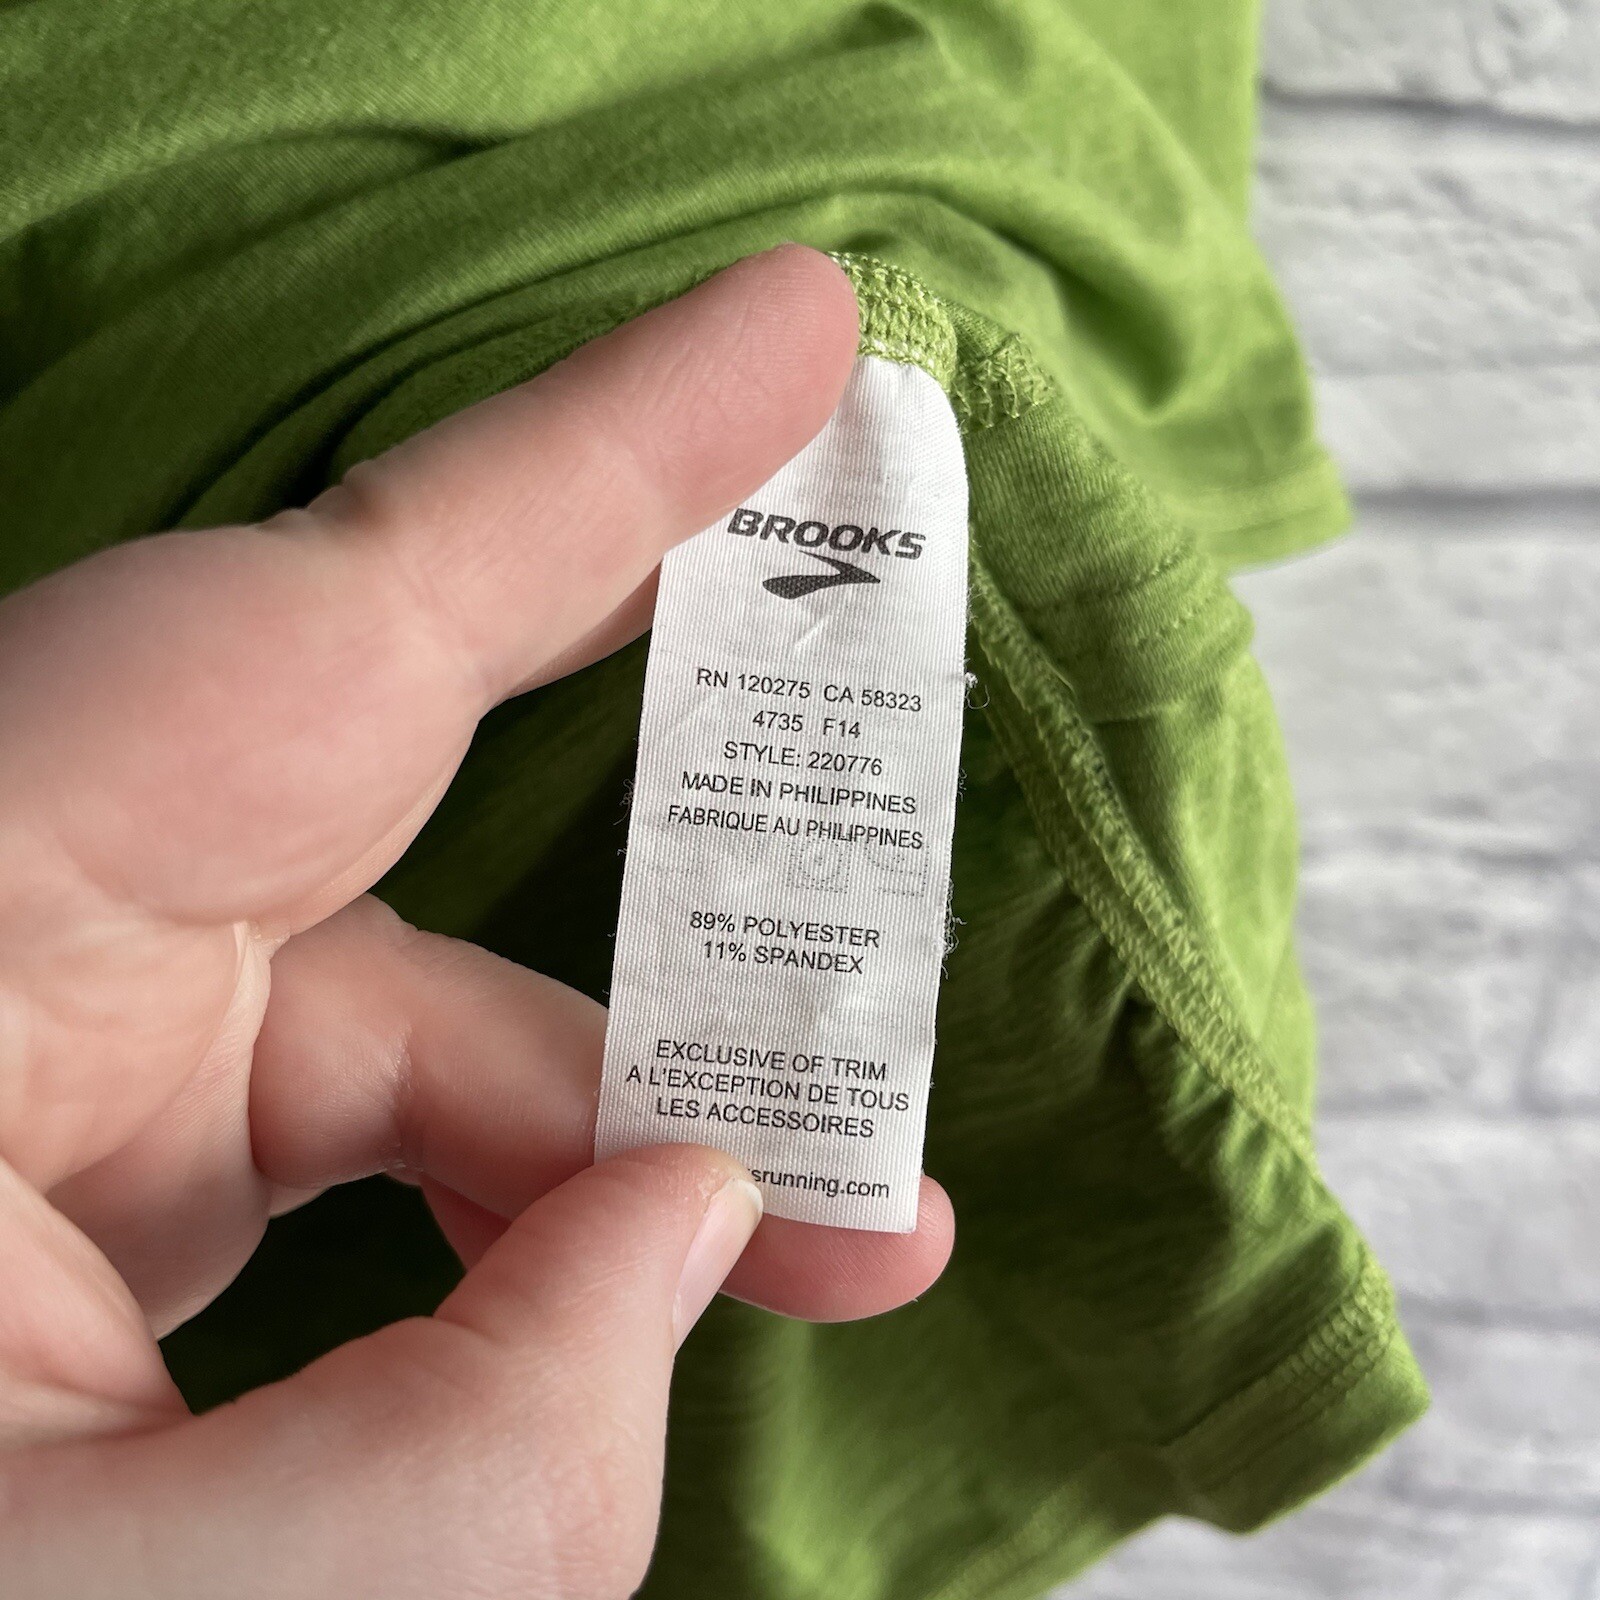 BROOKS
RN 120275 CA 58323
4735 F14
STYLE: 220776
MADE IN PHILIPPINES
FABRIQUE AU PHILIPPINES
89% POLYESTER
11% SPANDEX
EXCLUSIVE OF TRIM
A L'EXCEPTION DE TOUS
LES ACCESSOIRES
srunning.com